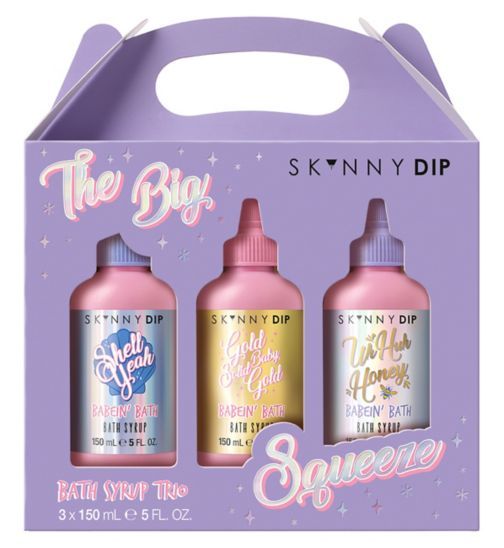 The Big
SKINNY DIP
SKINNY DIP
Shell
Yeah
BABEIN' BATH
BATH SYRUP
150 mL e 5 FL. OZ.
SKINNY DIP
Gold
Solid Baby,
Gold
BABEIN' BATH
BATH SYRUP
150 mL e
SKINNY DIP
Uh Huh
Honey
BABEIN' BATH
BATH SYRUP
Squeeze
BATH SYRUP TRIO
3 x 150 mL e 5 FL. OZ.